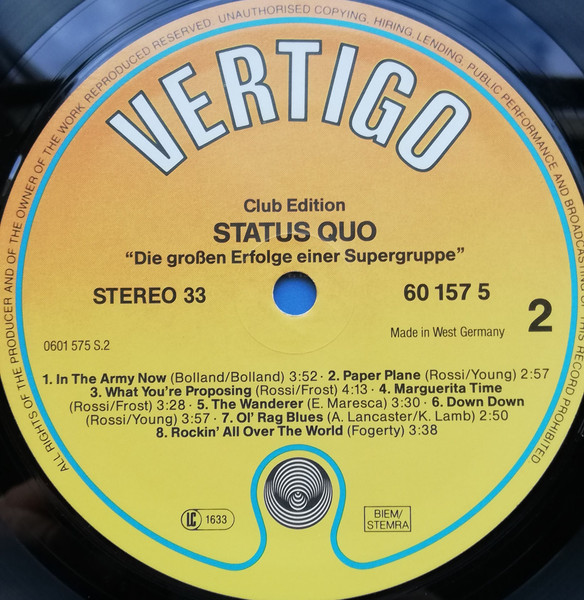 ALL RIGHTS OF THE PRODUCER AND OF THE OWNER OF THE WORK REPRODUCED RESERVED. UNAUTHORISED COPYING, HIRING, LENDING, PUBLIC PERFORMANCE AND BROADCASTING OF THIS RECORD PROHIBITED.
VERTIGO
Club Edition
STATUS QUO
"Die großen Erfolge einer Supergruppe"
STEREO 33
60 157 5
2
Made in West Germany
0601 575 S.2
1. In The Army Now (Bolland/Bolland) 3:52 · 2. Paper Plane (Rossi/Young) 2:57
3. What You're Proposing (Rossi/Frost) 4:13 · 4. Marguerita Time
(Rossi/Frost) 3:28 · 5. The Wanderer (E. Maresca) 3:30 · 6. Down Down
(Rossi/Young) 3:57 · 7. Ol' Rag Blues (A. Lancaster/K. Lamb) 2:50
8. Rockin' All Over The World (Fogerty) 3:38
LC 1633
BIEM/
STEMRA